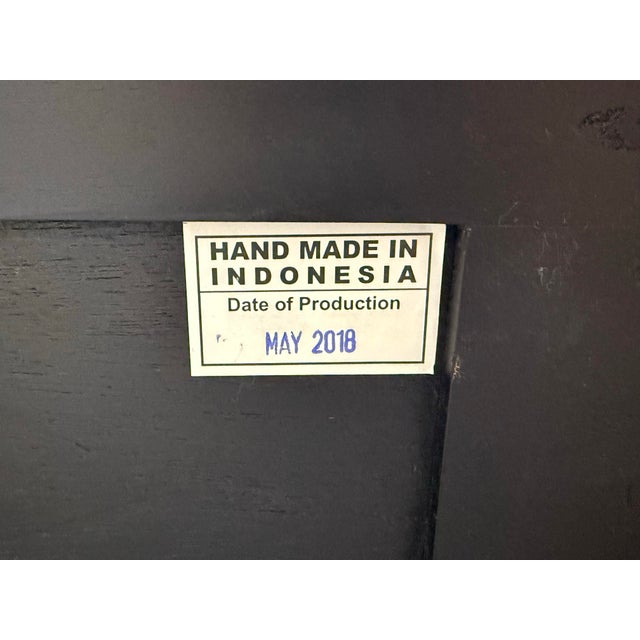 HAND MADE IN
INDONESIA
Date of Production
MAY 2018